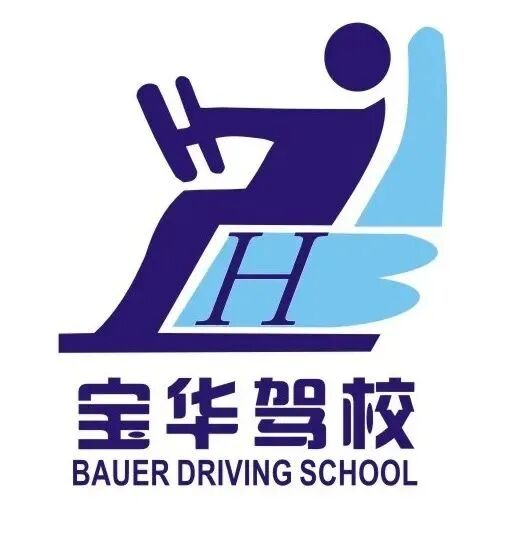 H
宝华驾校
BAUER DRIVING SCHOOL